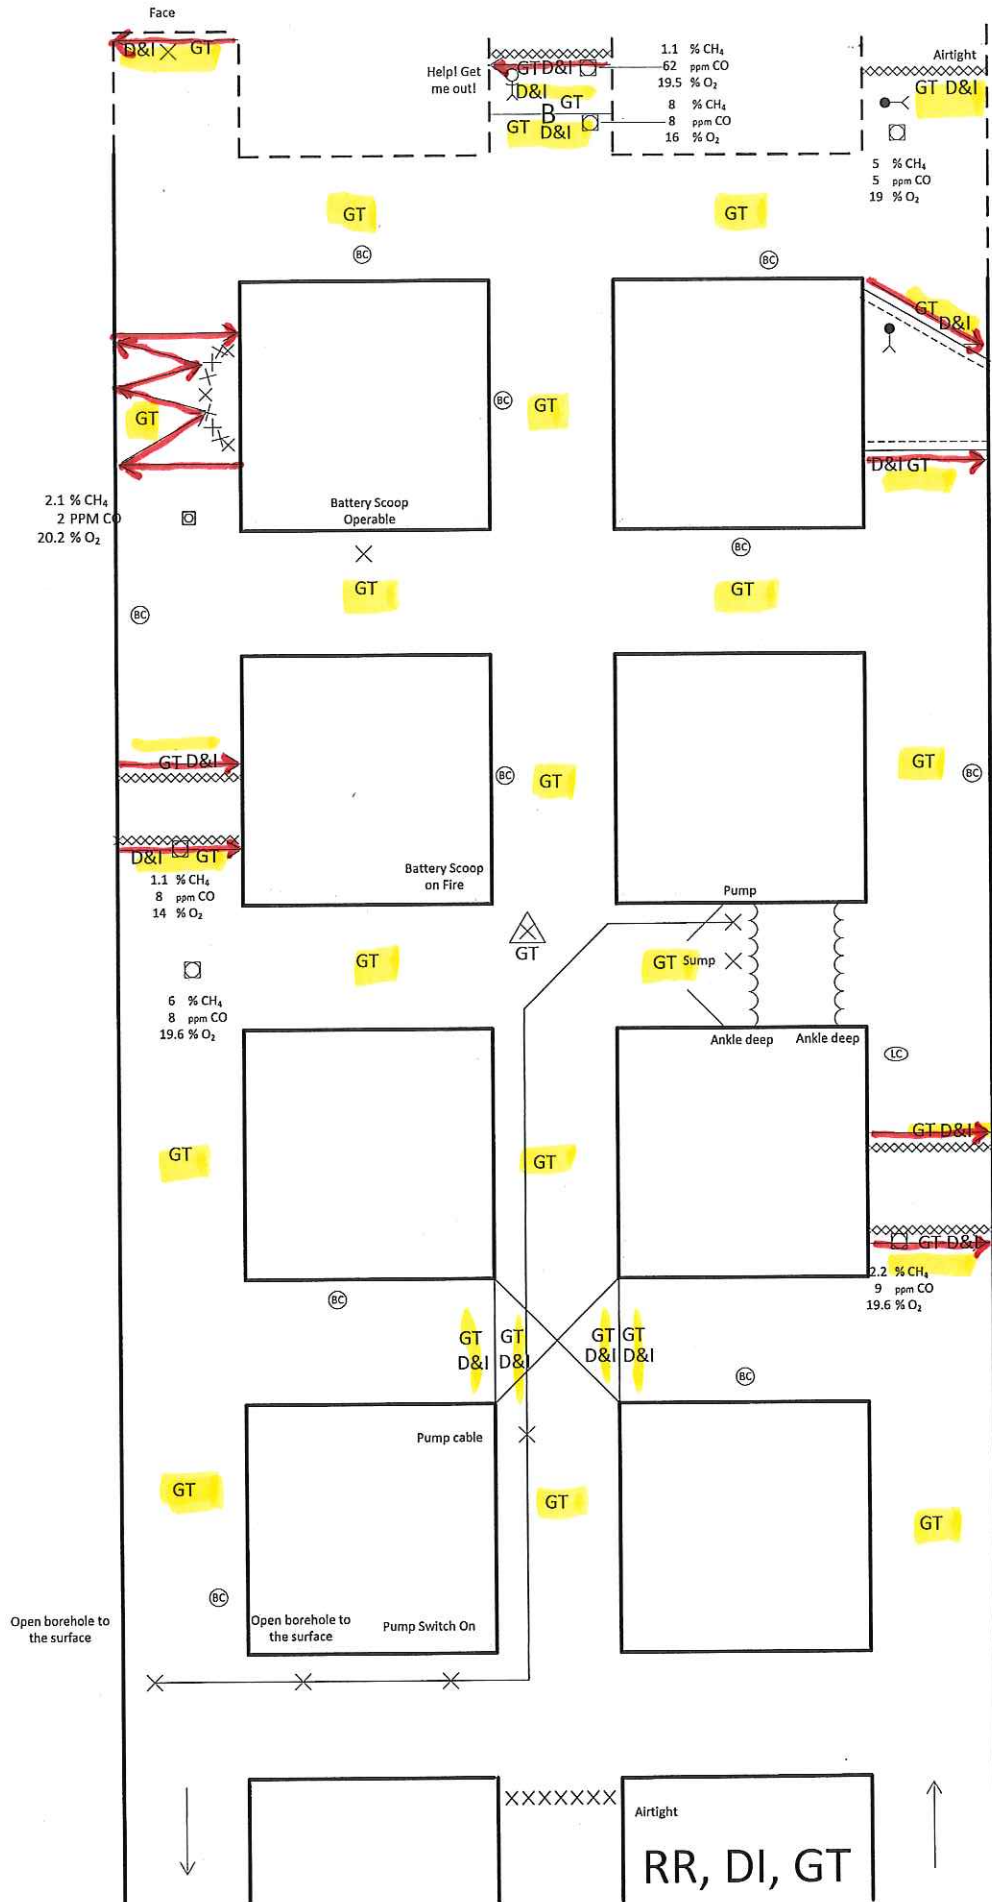 Face
D&I GT
Help! Get
me out!
GT D&I
D&I
GT
B
GT D&I
1.1 % CH₄
62 ppm CO
19.5 % O₂
8 % CH₄
8 ppm CO
16 % O₂
Airtight
GT D&I
5 % CH₄
5 ppm CO
19 % O₂
GT
GT
BC
BC
GT
D&I
GT
BC
GT
D&I GT
2.1 % CH₄
2 PPM CO
20.2 % O₂
Battery Scoop
Operable
BC
GT
GT
BC
GT D&I
BC
GT
GT
BC
D&I GT
1.1 % CH₄
8 ppm CO
14 % O₂
Battery Scoop
on Fire
Pump
GT
GT
GT
Sump
6 % CH₄
8 ppm CO
19.6 % O₂
Ankle deep
Ankle deep
LC
GT
GT
GT D&I
GT D&I
2.2 % CH₄
9 ppm CO
19.6 % O₂
BC
GT
D&I
GT
D&I
GT
D&I
GT
D&I
BC
Pump cable
GT
GT
GT
BC
Open borehole to
the surface
Open borehole to
the surface
Pump Switch On
Airtight
RR, DI, GT